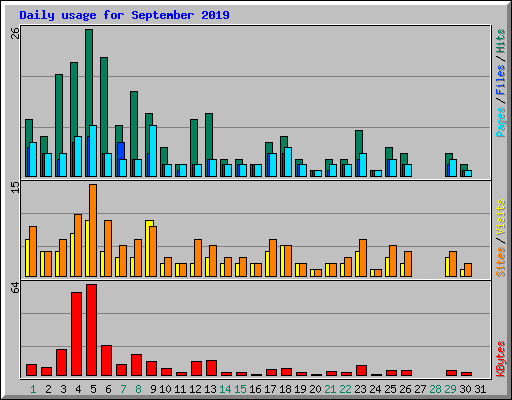 Daily usage for September 2019
26
Pages / Files / Hits
15
Sites / Visits
64
KBytes
1 2 3 4 5 6 7 8 9 10 11 12 13 14 15 16 17 18 19 20 21 22 23 24 25 26 27 28 29 30 31